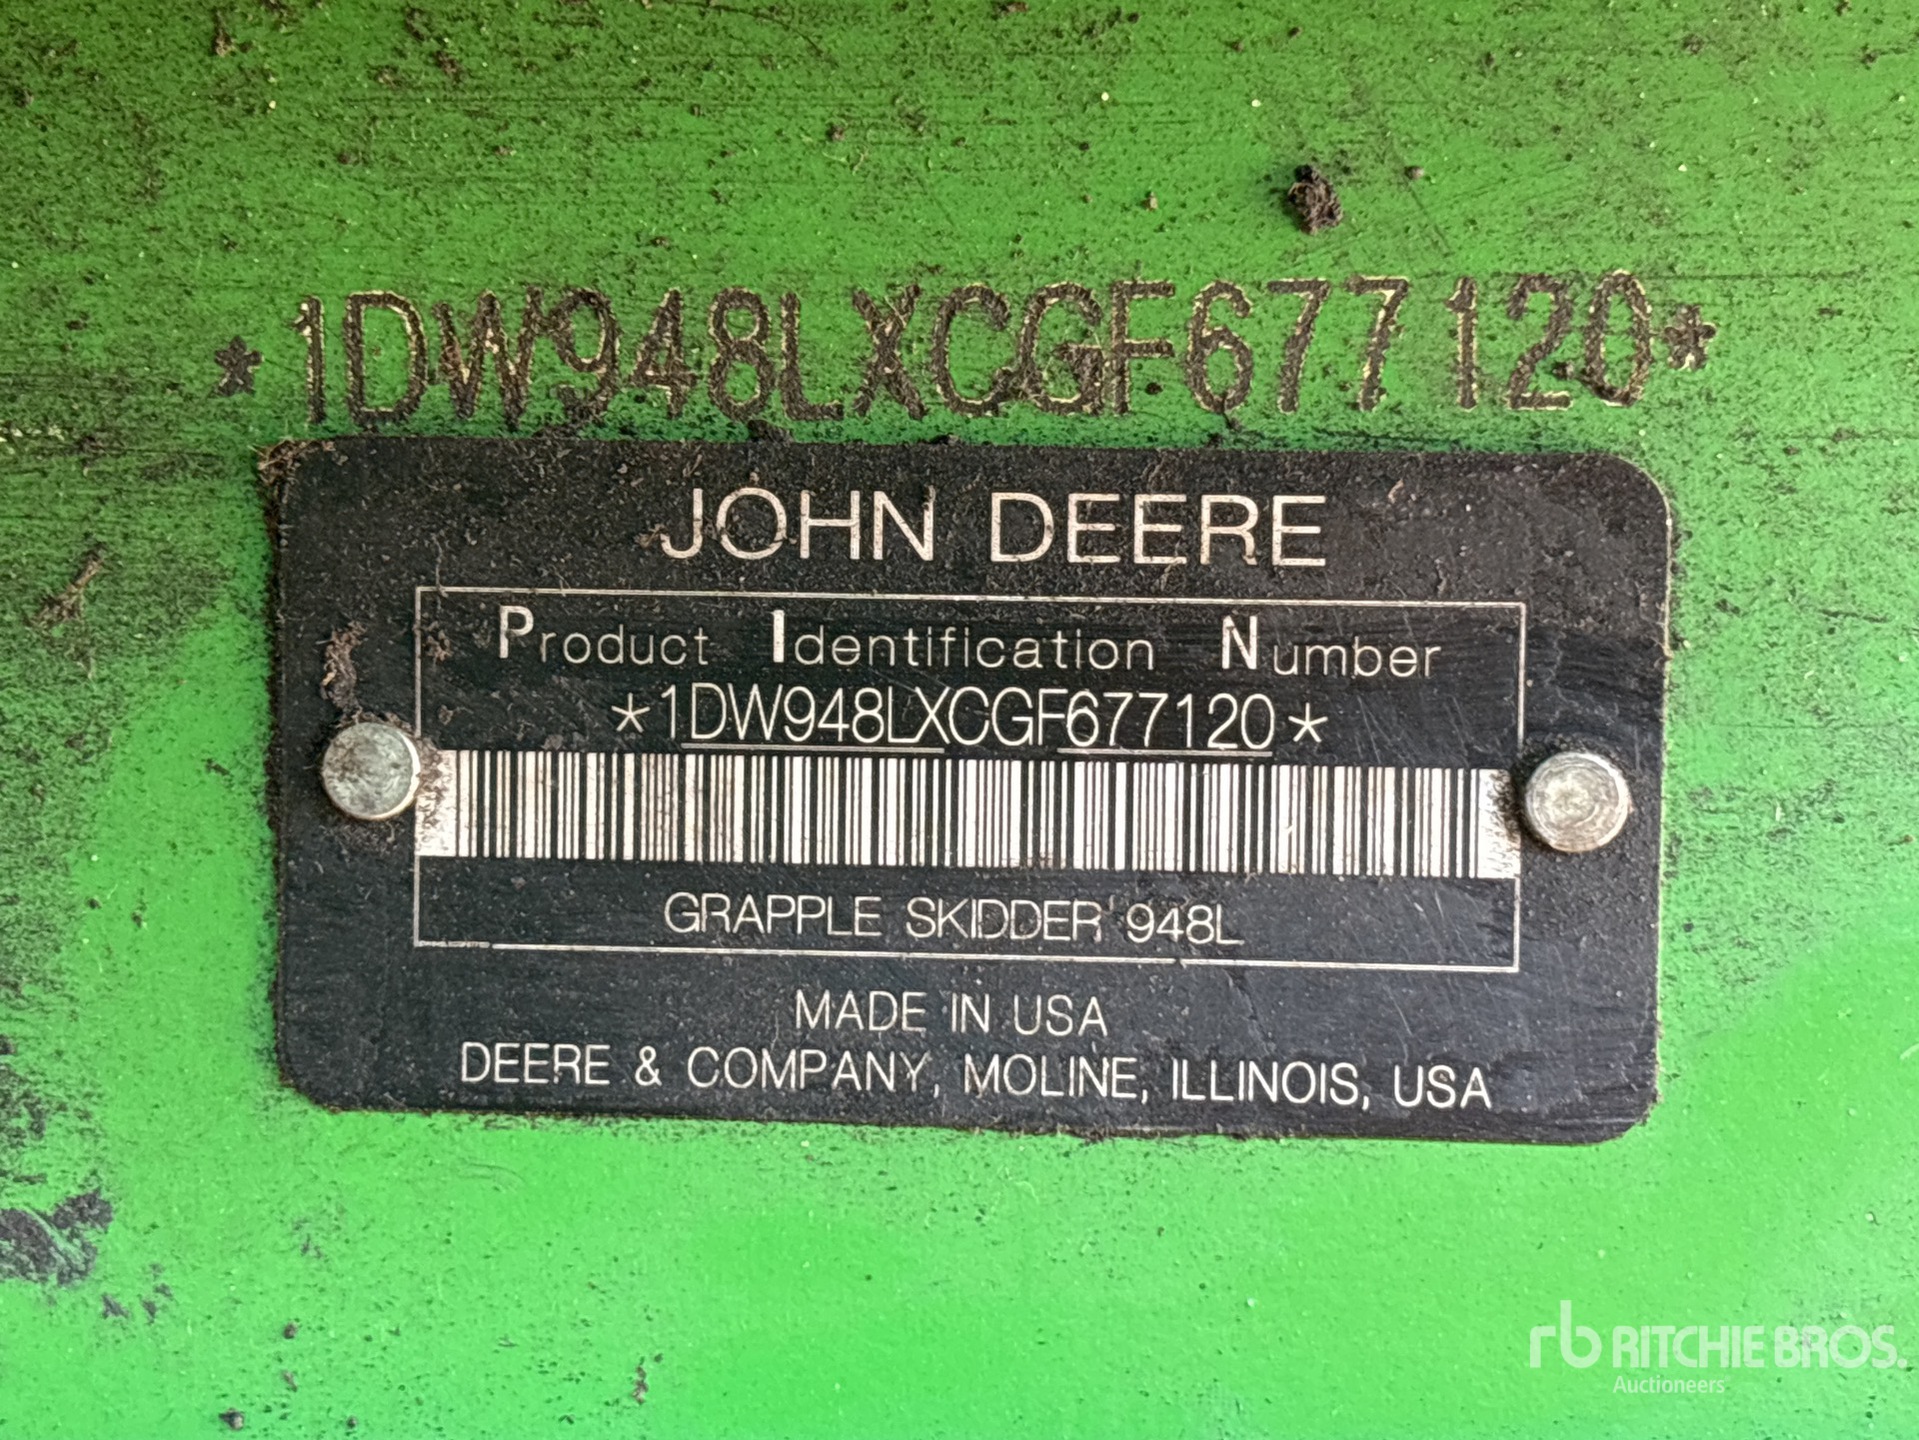 *1DW948LXCGF677120*
JOHN DEERE
Product Identification Number
*1DW948LXCGF677120*
GRAPPLE SKIDDER 948L
MADE IN USA
DEERE & COMPANY, MOLINE, ILLINOIS, USA
rb RITCHIE BROS.
Auctioneers